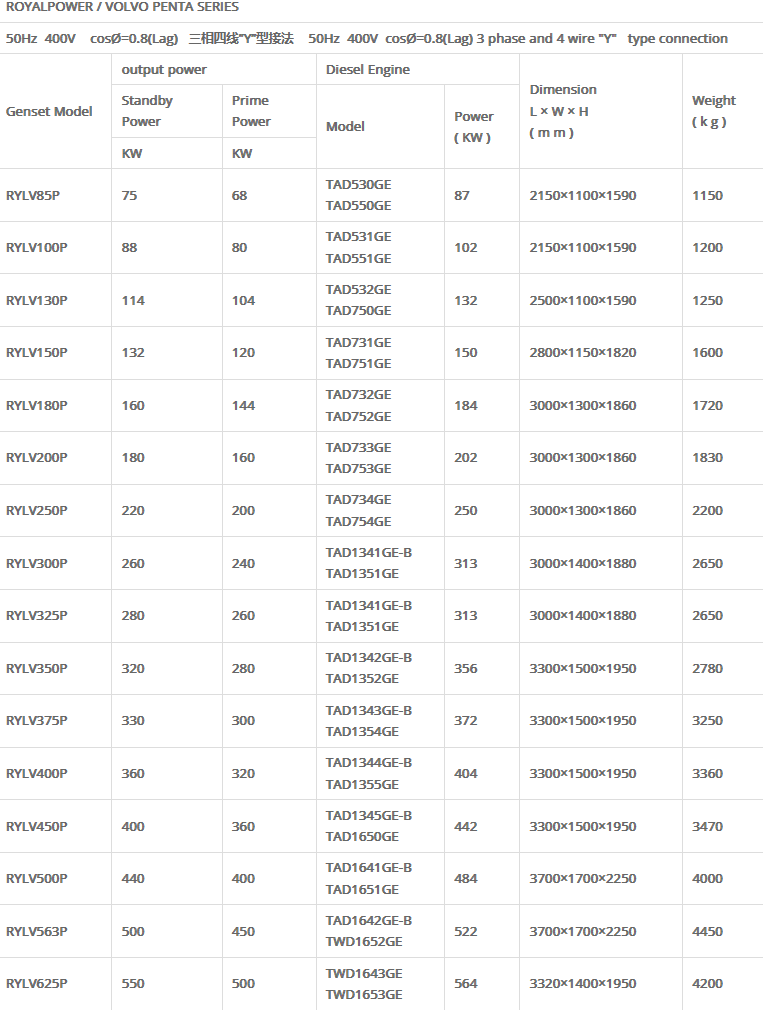 ROYALPOWER / VOLVO PENTA SERIES
50Hz 400V cosØ=0.8(Lag) 三相四线"Y"型接法 50Hz 400V cosØ=0.8(Lag) 3 phase and 4 wire "Y" type connection
Genset Model
output power
Diesel Engine
Dimension
L × W × H
( m m )
Weight
( k g )
Standby
Power
Prime
Power
Model
Power
( KW )
KW
KW
RYLV85P 75 68 TAD530GE
TAD550GE 87 2150×1100×1590 1150
RYLV100P 88 80 TAD531GE
TAD551GE 102 2150×1100×1590 1200
RYLV130P 114 104 TAD532GE
TAD750GE 132 2500×1100×1590 1250
RYLV150P 132 120 TAD731GE
TAD751GE 150 2800×1150×1820 1600
RYLV180P 160 144 TAD732GE
TAD752GE 184 3000×1300×1860 1720
RYLV200P 180 160 TAD733GE
TAD753GE 202 3000×1300×1860 1830
RYLV250P 220 200 TAD734GE
TAD754GE 250 3000×1300×1860 2200
RYLV300P 260 240 TAD1341GE-B
TAD1351GE 313 3000×1400×1880 2650
RYLV325P 280 260 TAD1341GE-B
TAD1351GE 313 3000×1400×1880 2650
RYLV350P 320 280 TAD1342GE-B
TAD1352GE 356 3300×1500×1950 2780
RYLV375P 330 300 TAD1343GE-B
TAD1354GE 372 3300×1500×1950 3250
RYLV400P 360 320 TAD1344GE-B
TAD1355GE 404 3300×1500×1950 3360
RYLV450P 400 360 TAD1345GE-B
TAD1650GE 442 3300×1500×1950 3470
RYLV500P 440 400 TAD1641GE-B
TAD1651GE 484 3700×1700×2250 4000
RYLV563P 500 450 TAD1642GE-B
TWD1652GE 522 3700×1700×2250 4450
RYLV625P 550 500 TWD1643GE
TWD1653GE 564 3320×1400×1950 4200